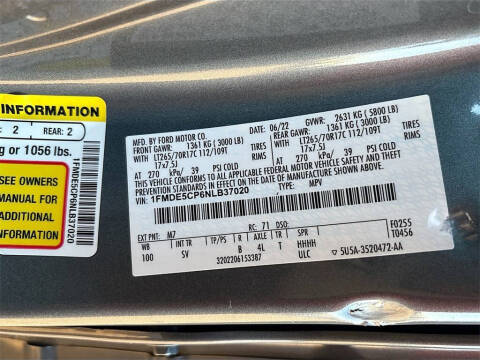 INFORMATION
: 2 REAR: 2
g or 1056 lbs.
SEE OWNERS
MANUAL
1FMDE5CP6NLB37020
MFD. BY FORD MOTOR CO.
DATE: 06/22 GVWR: 2631 KG (5800 LB)
FRONT GAWR: 1361 KG (3000 LB)
REAR GAWR: 1361 KG (3000 LB)
LT265/70R17C 112/109T TIRES
17x7.5J RIMS
AT 270 kPa/ 39 PSI COLD
LT265/70R17C 112/109T TIRES
17x7.5J RIMS
AT 270 kPa/ 39 PSI COLD
THIS VEHICLE CONFORMS TO ALL APPLICABLE FEDERAL MOTOR VEHICLE SAFETY AND THEFT
PREVENTION STANDARDS IN EFFECT ON THE DATE OF MANUFACTURE SHOWN ABOVE.
VIN: 1FMDE5CP6NLB37020
TYPE: MPV
F0255
T0456
EXT PNT: M7 RC: 71 DSO:
WB INT TR TP/PS R AXLE TR SPR
100 SV B 4L T HHHH
3202206153387 ULC 5U5A-3520472-AA